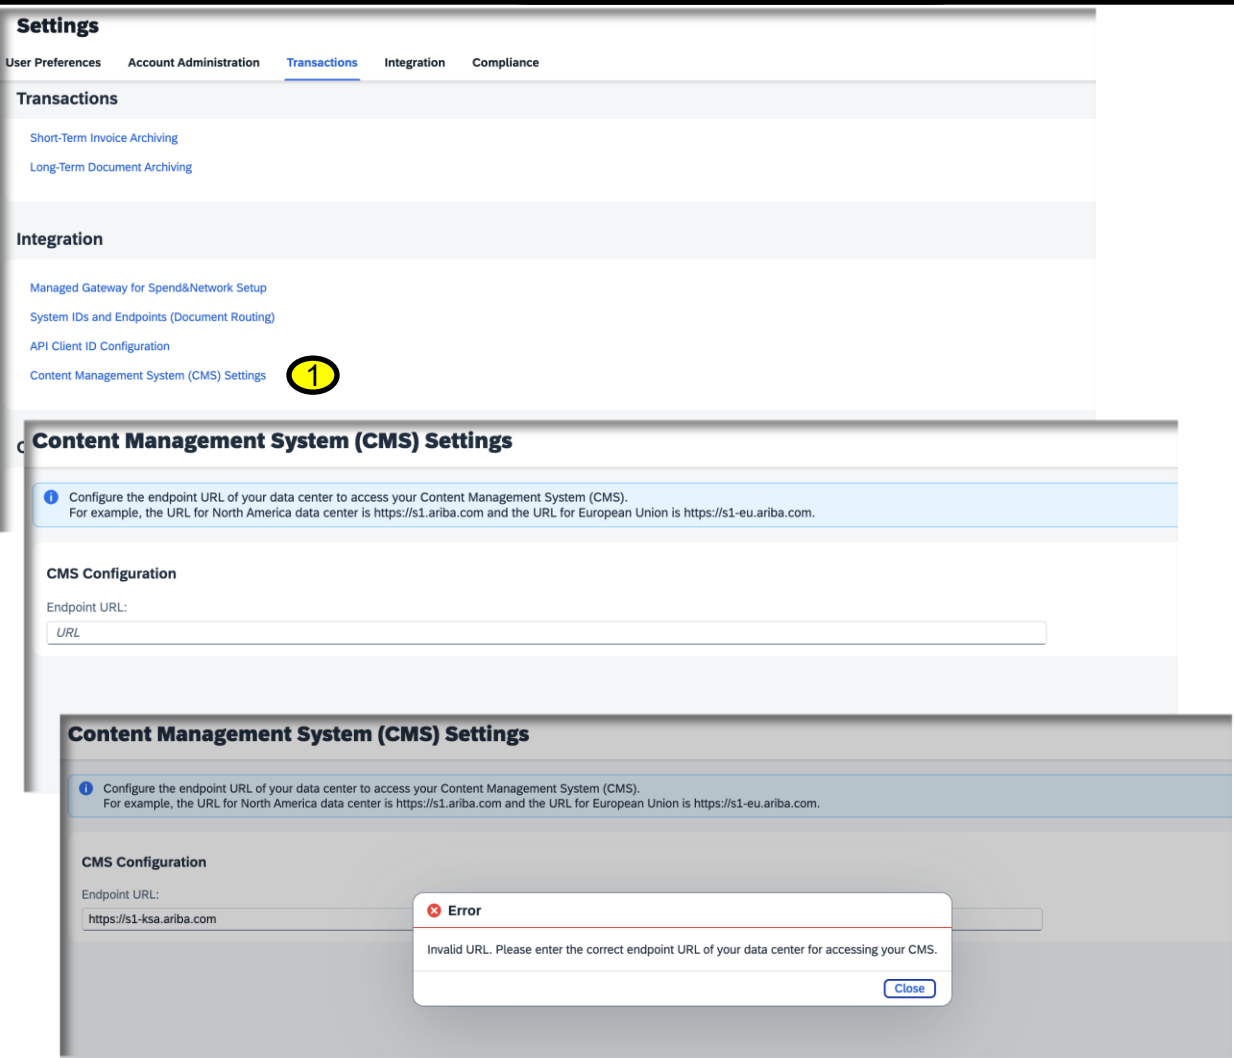 Settings
User Preferences Account Administration Transactions Integration Compliance
Transactions
Short-Term Invoice Archiving
Long-Term Document Archiving
Integration
Managed Gateway for Spend&Network Setup
System IDs and Endpoints (Document Routing)
API Client ID Configuration
Content Management System (CMS) Settings 1
Content Management System (CMS) Settings
Configure the endpoint URL of your data center to access your Content Management System (CMS).
For example, the URL for North America data center is https://s1.ariba.com and the URL for European Union is https://s1-eu.ariba.com.
CMS Configuration
Endpoint URL:
URL
Content Management System (CMS) Settings
Configure the endpoint URL of your data center to access your Content Management System (CMS).
For example, the URL for North America data center is https://s1.ariba.com and the URL for European Union is https://s1-eu.ariba.com.
CMS Configuration
Endpoint URL:
https://s1-ksa.ariba.com
Error
Invalid URL. Please enter the correct endpoint URL of your data center for accessing your CMS.
Close